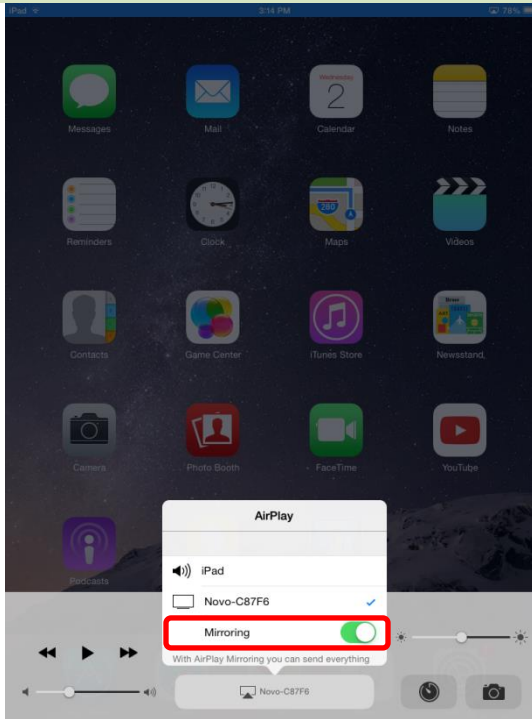 iPad 3:14 PM 78%
Wednesday
2
Messages Mail Calendar Notes
280
Reminders Clock Maps Videos
Contacts Game Center iTunes Store Newsstand
Camera Photo Booth FaceTime YouTube
Podcasts
AirPlay
iPad
Novo-C87F6
Mirroring
With AirPlay Mirroring you can send everything
Novo-C87F6